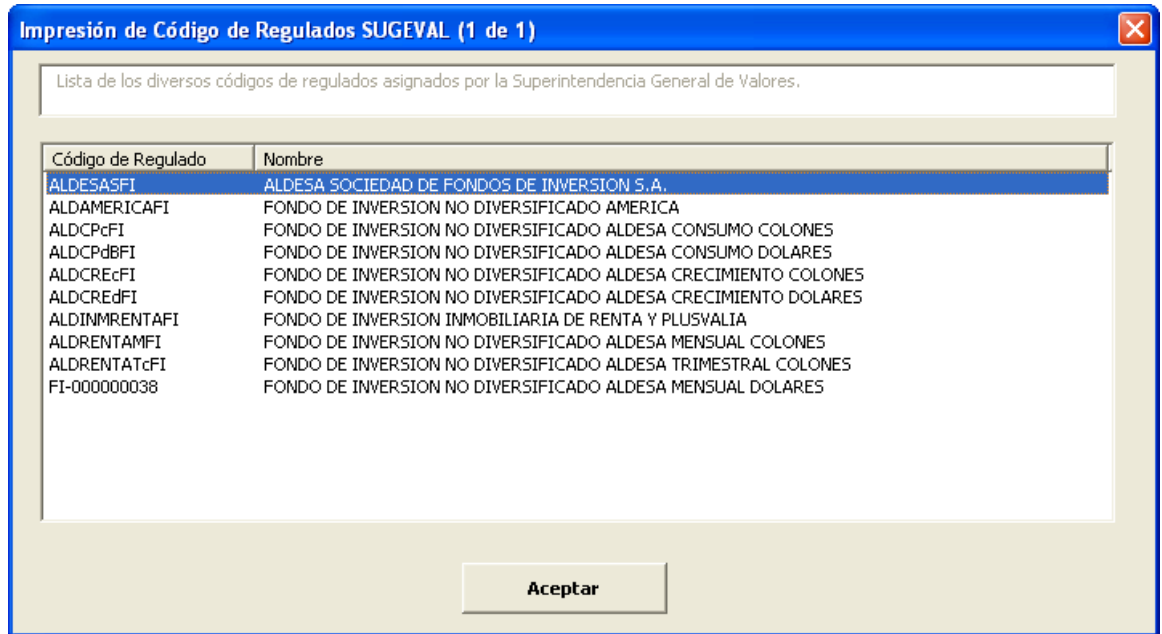 Impresión de Código de Regulados SUGEVAL (1 de 1)
Lista de los diversos códigos de regulados asignados por la Superintendencia General de Valores.
Código de Regulado Nombre
ALDESASFI ALDESA SOCIEDAD DE FONDOS DE INVERSION S.A.
ALDAMERICAFI FONDO DE INVERSION NO DIVERSIFICADO AMERICA
ALDCPcFI FONDO DE INVERSION NO DIVERSIFICADO ALDESA CONSUMO COLONES
ALDCPdBFI FONDO DE INVERSION NO DIVERSIFICADO ALDESA CONSUMO DOLARES
ALDCREcFI FONDO DE INVERSION NO DIVERSIFICADO ALDESA CRECIMIENTO COLONES
ALDCREdFI FONDO DE INVERSION NO DIVERSIFICADO ALDESA CRECIMIENTO DOLARES
ALDINMRENTAFI FONDO DE INVERSION INMOBILIARIA DE RENTA Y PLUSVALIA
ALDRENTAMFI FONDO DE INVERSION NO DIVERSIFICADO ALDESA MENSUAL COLONES
ALDRENTATcFI FONDO DE INVERSION NO DIVERSIFICADO ALDESA TRIMESTRAL COLONES
FI-000000038 FONDO DE INVERSION NO DIVERSIFICADO ALDESA MENSUAL DOLARES
Aceptar